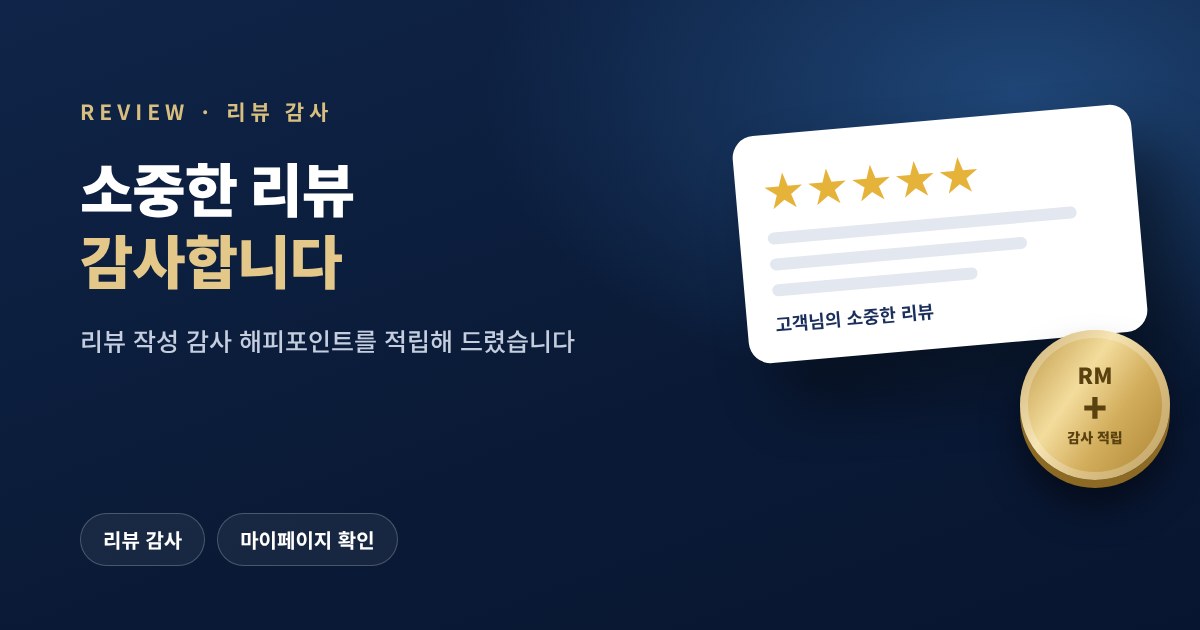 REVIEW · 리뷰 감사
소중한 리뷰
감사합니다
리뷰 작성 감사 해피포인트를 적립해 드렸습니다
고객님의 소중한 리뷰
RM
+
감사 적립
리뷰 감사
마이페이지 확인